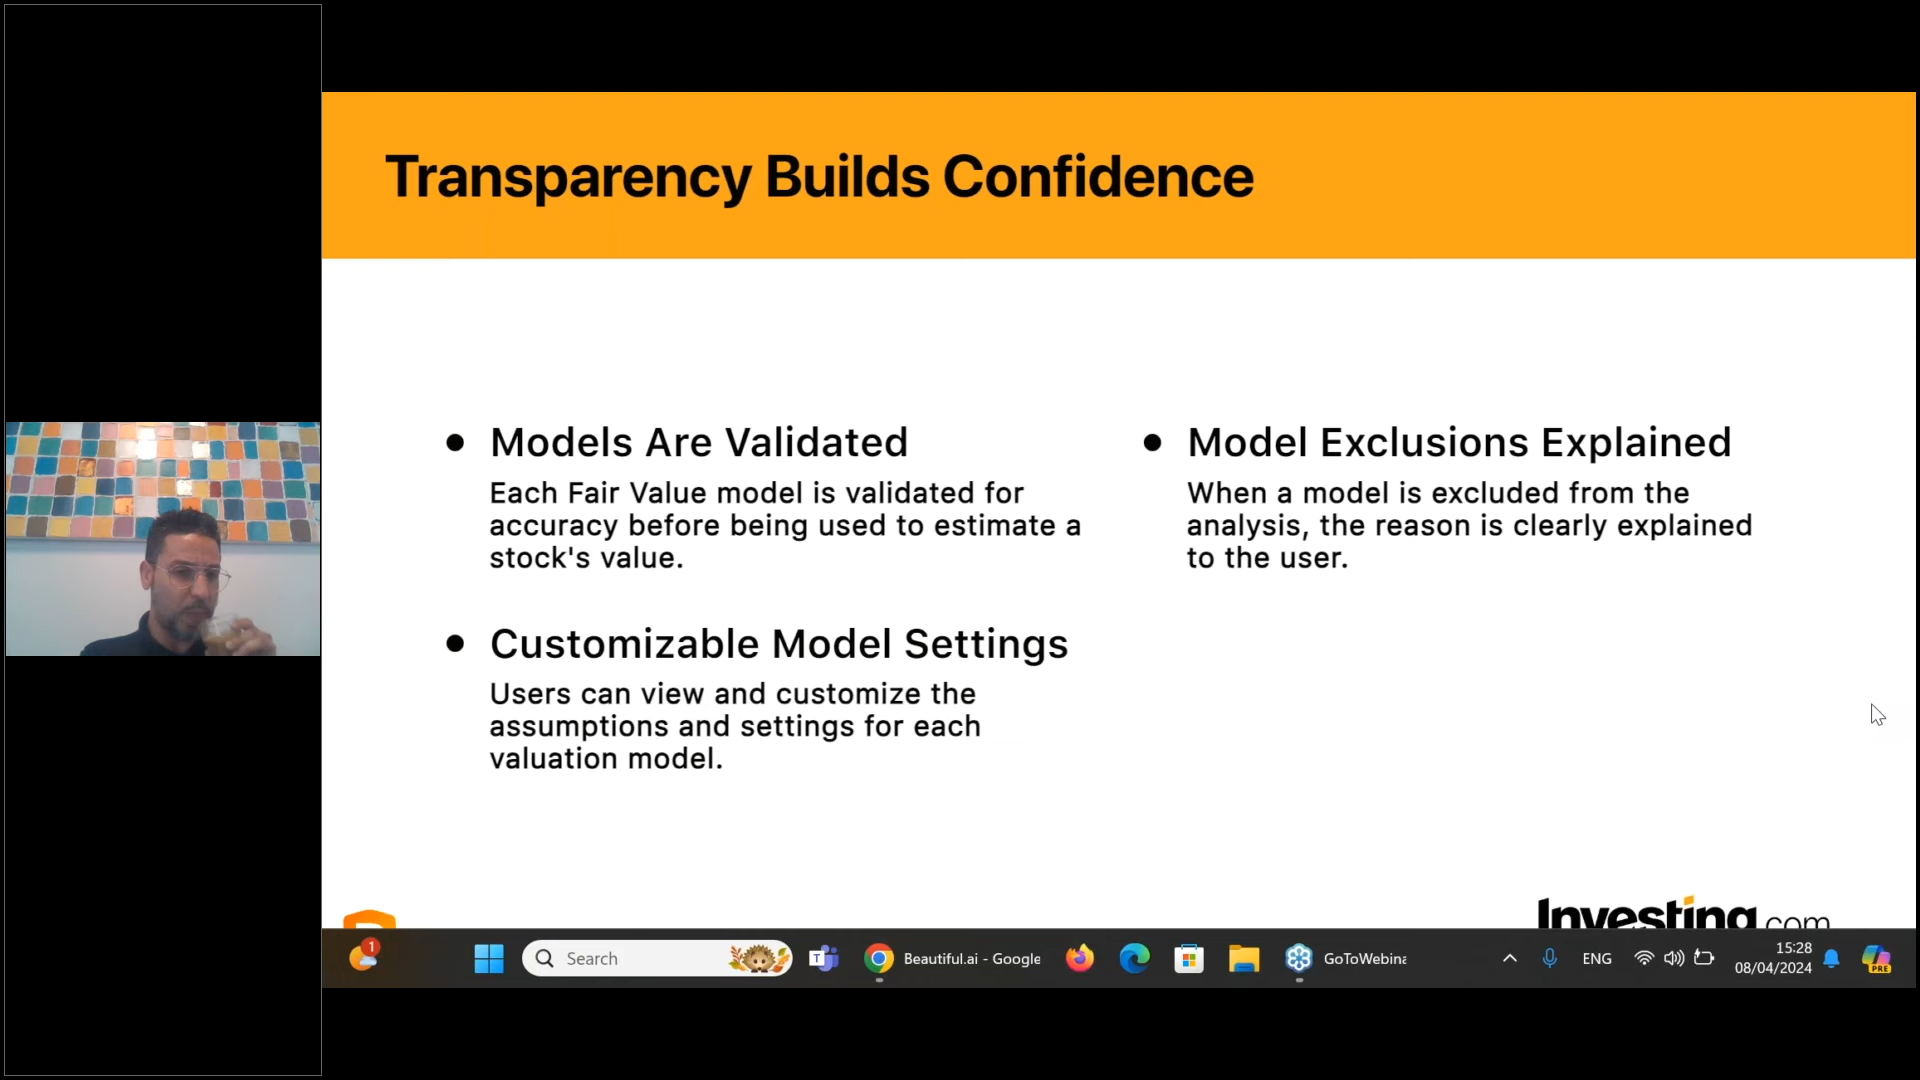 Transparency Builds Confidence
Models Are Validated
Each Fair Value model is validated for
accuracy before being used to estimate a
stock's value.
Customizable Model Settings
Users can view and customize the
assumptions and settings for each
valuation model.
Model Exclusions Explained
When a model is excluded from the
analysis, the reason is clearly explained
to the user.
Investing.com
1
Search
T
Beautiful.ai - Google
GoToWebina
ENG
15:28
08/04/2024
PRE